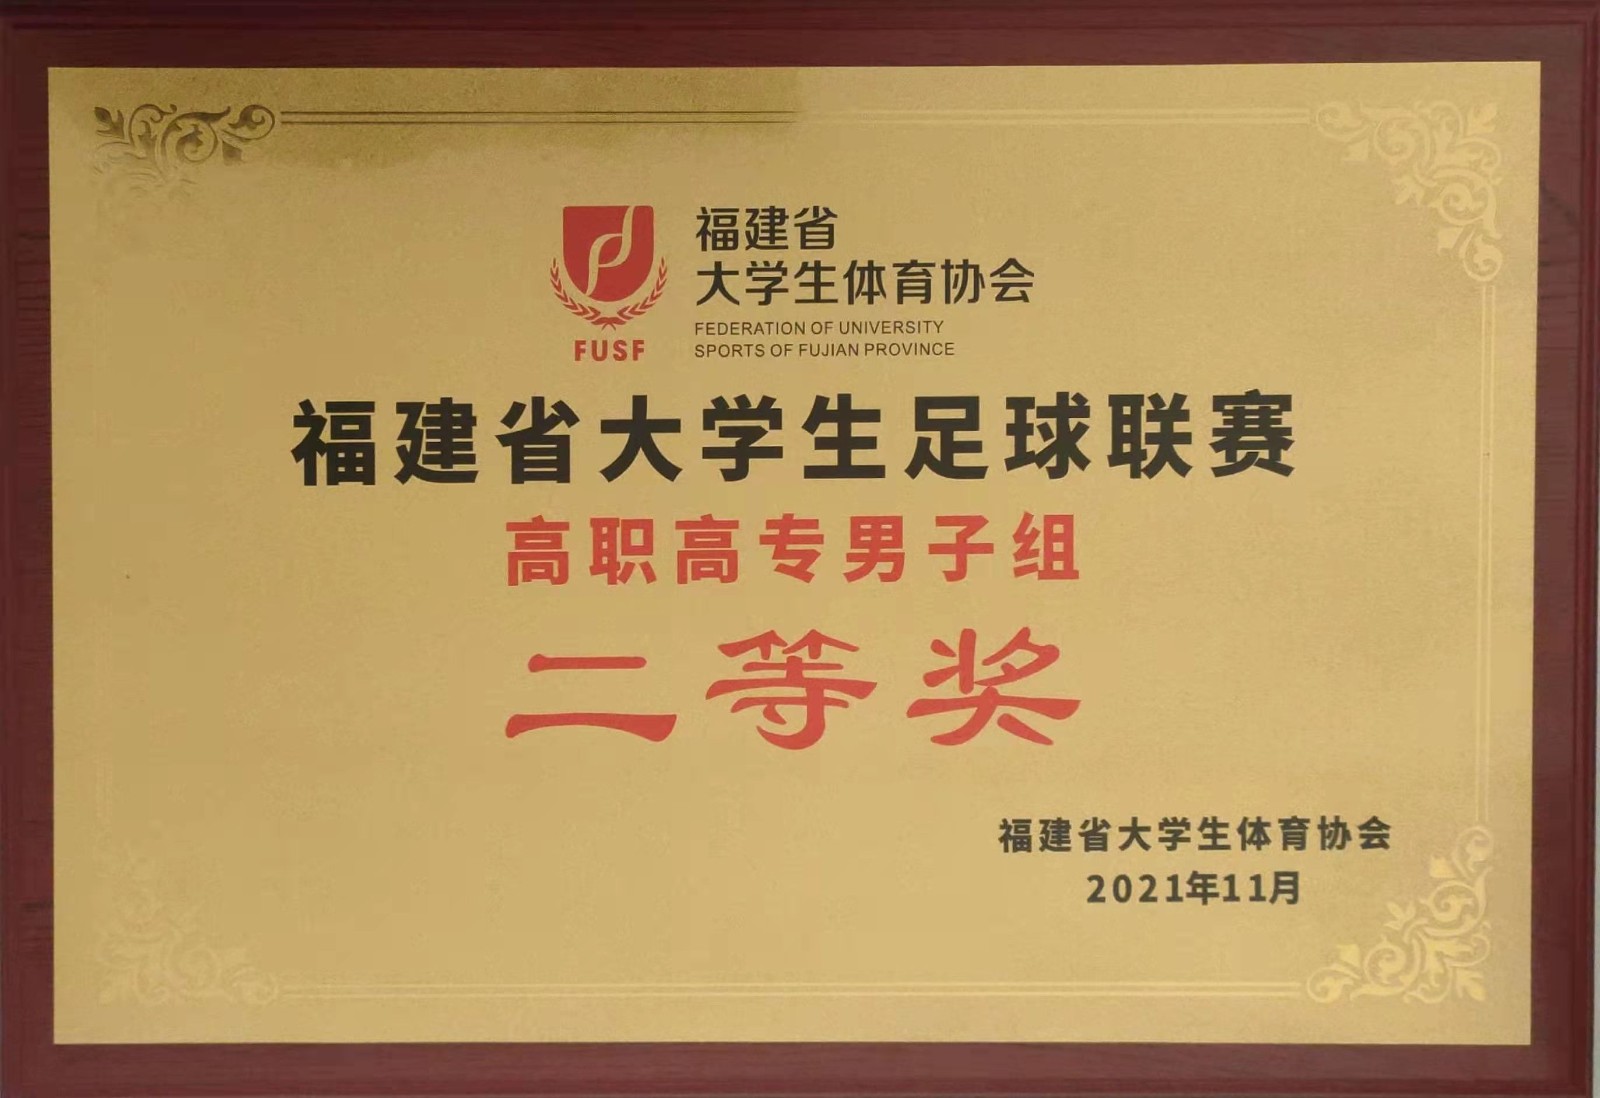 福建省
大学生体育协会
FEDERATION OF UNIVERSITY
SPORTS OF FUJIAN PROVINCE
FUSF
福建省大学生足球联赛
高职高专男子组
二等奖
福建省大学生体育协会
2021年11月